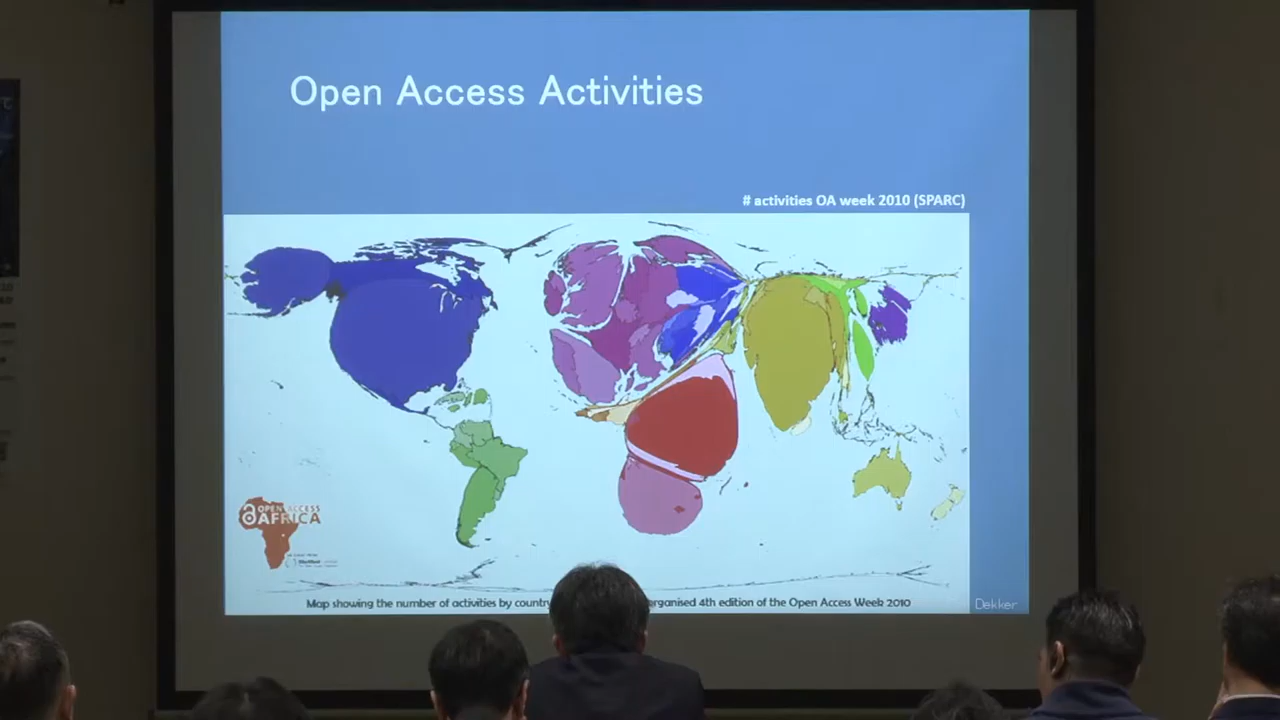 Open Access Activities
# activities OA week 2010 (SPARC)
OPEN ACCESS
AFRICA
Map showing the number of activities by country
organised 4th edition of the Open Access Week 2010
Dekker